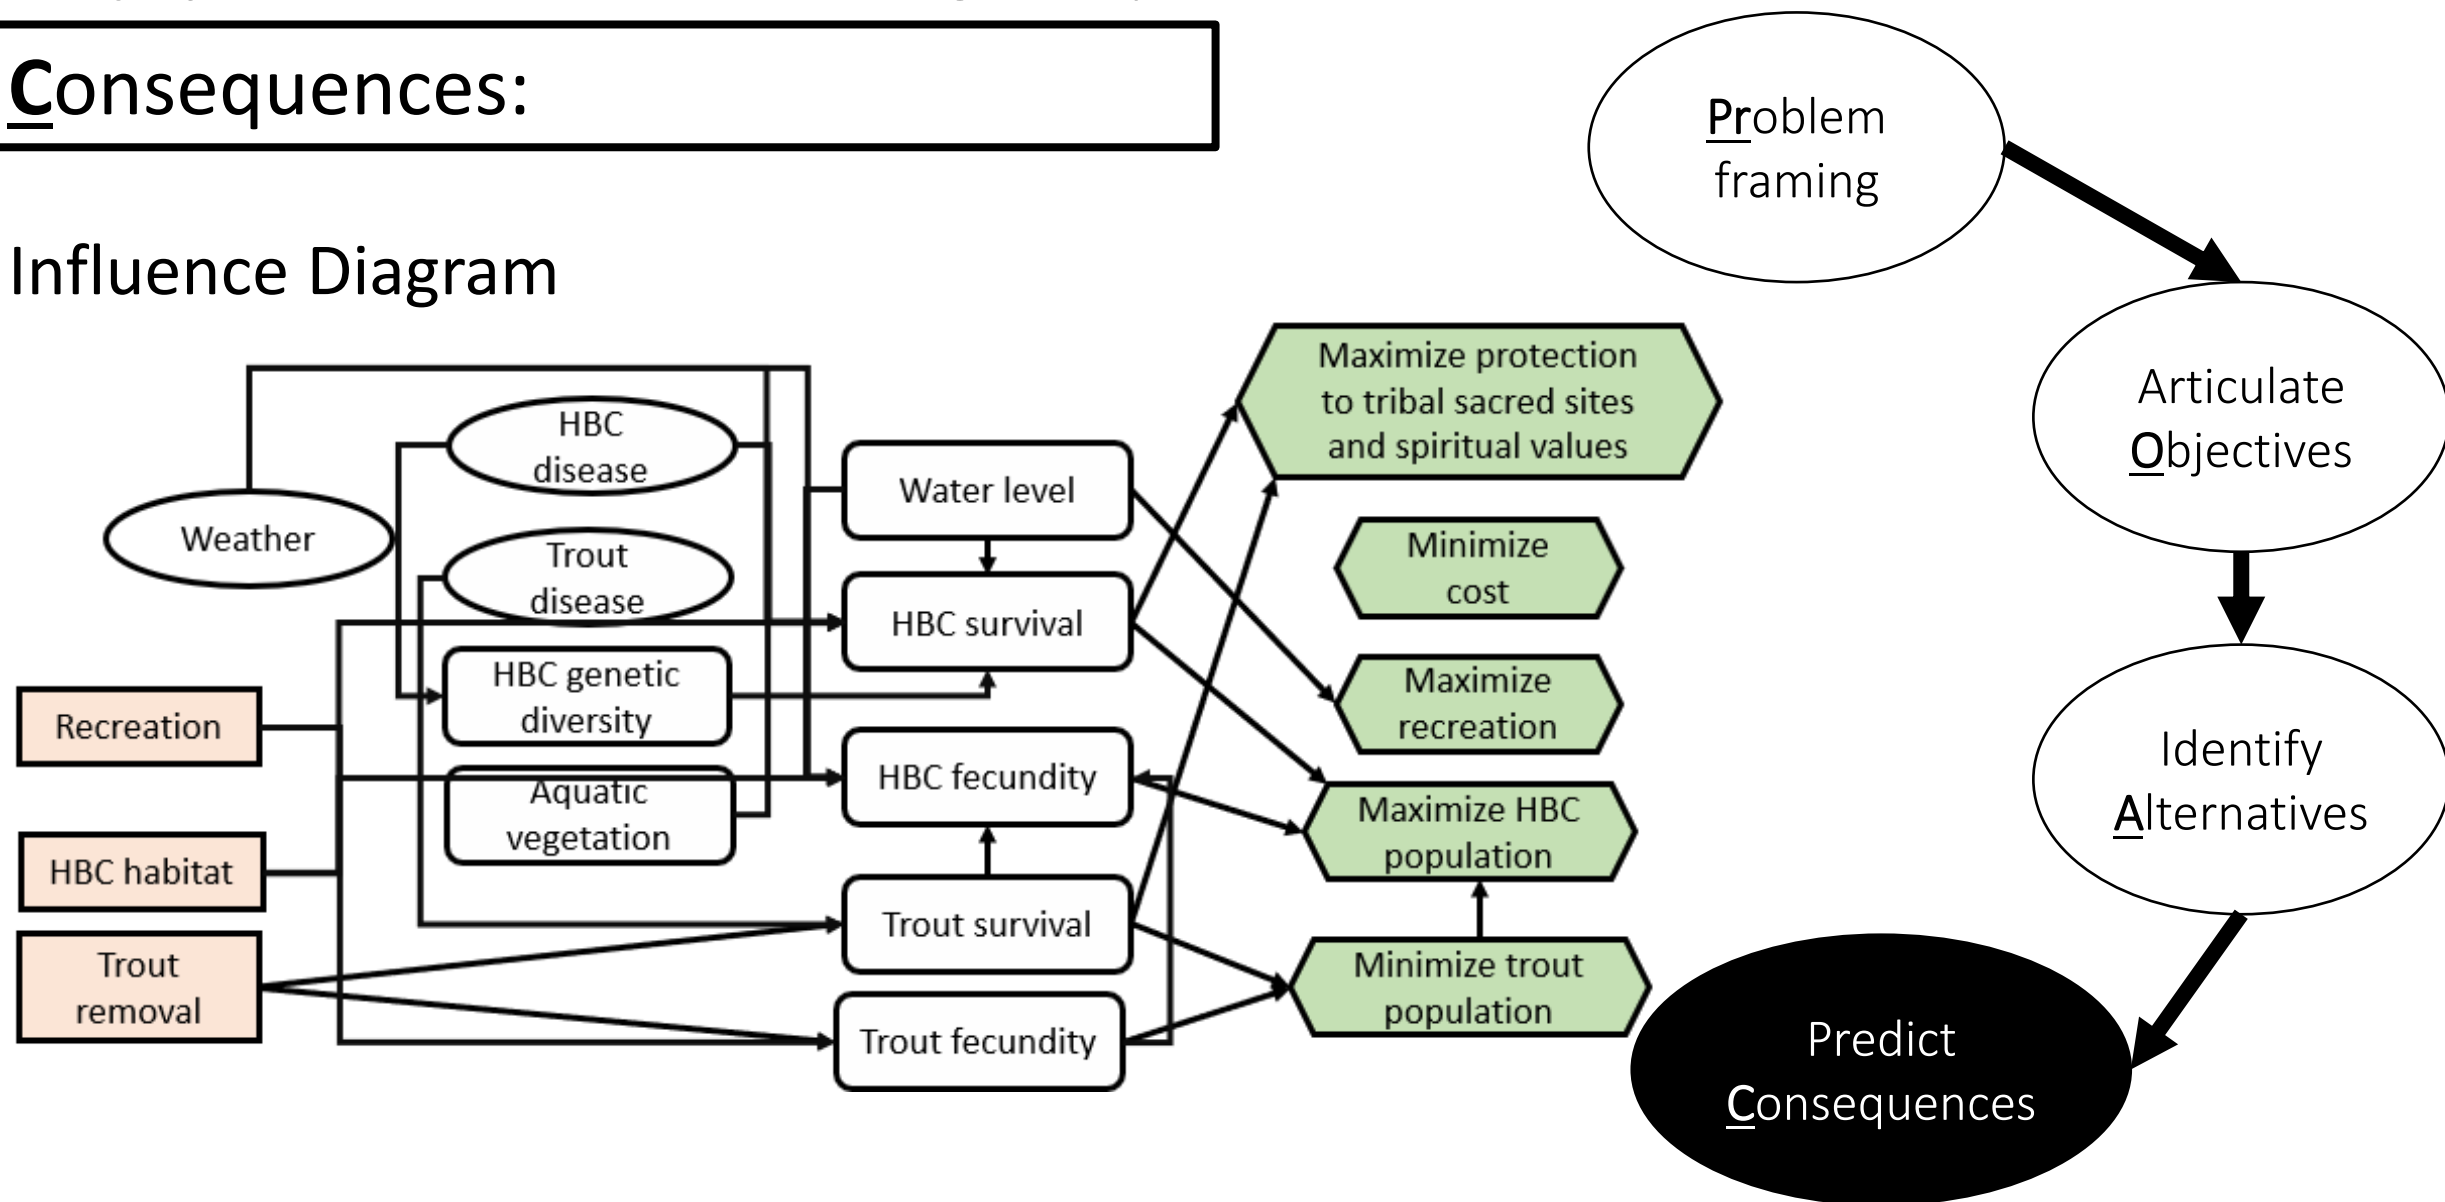 Consequences:
Influence Diagram
Problem
framing
Articulate
Objectives
Identify
Alternatives
Predict
Consequences
Weather
HBC
disease
Trout
disease
HBC genetic
diversity
Aquatic
vegetation
Recreation
HBC habitat
Trout
removal
Water level
HBC survival
HBC fecundity
Trout survival
Trout fecundity
Maximize protection
to tribal sacred sites
and spiritual values
Minimize
cost
Maximize
recreation
Maximize HBC
population
Minimize trout
population